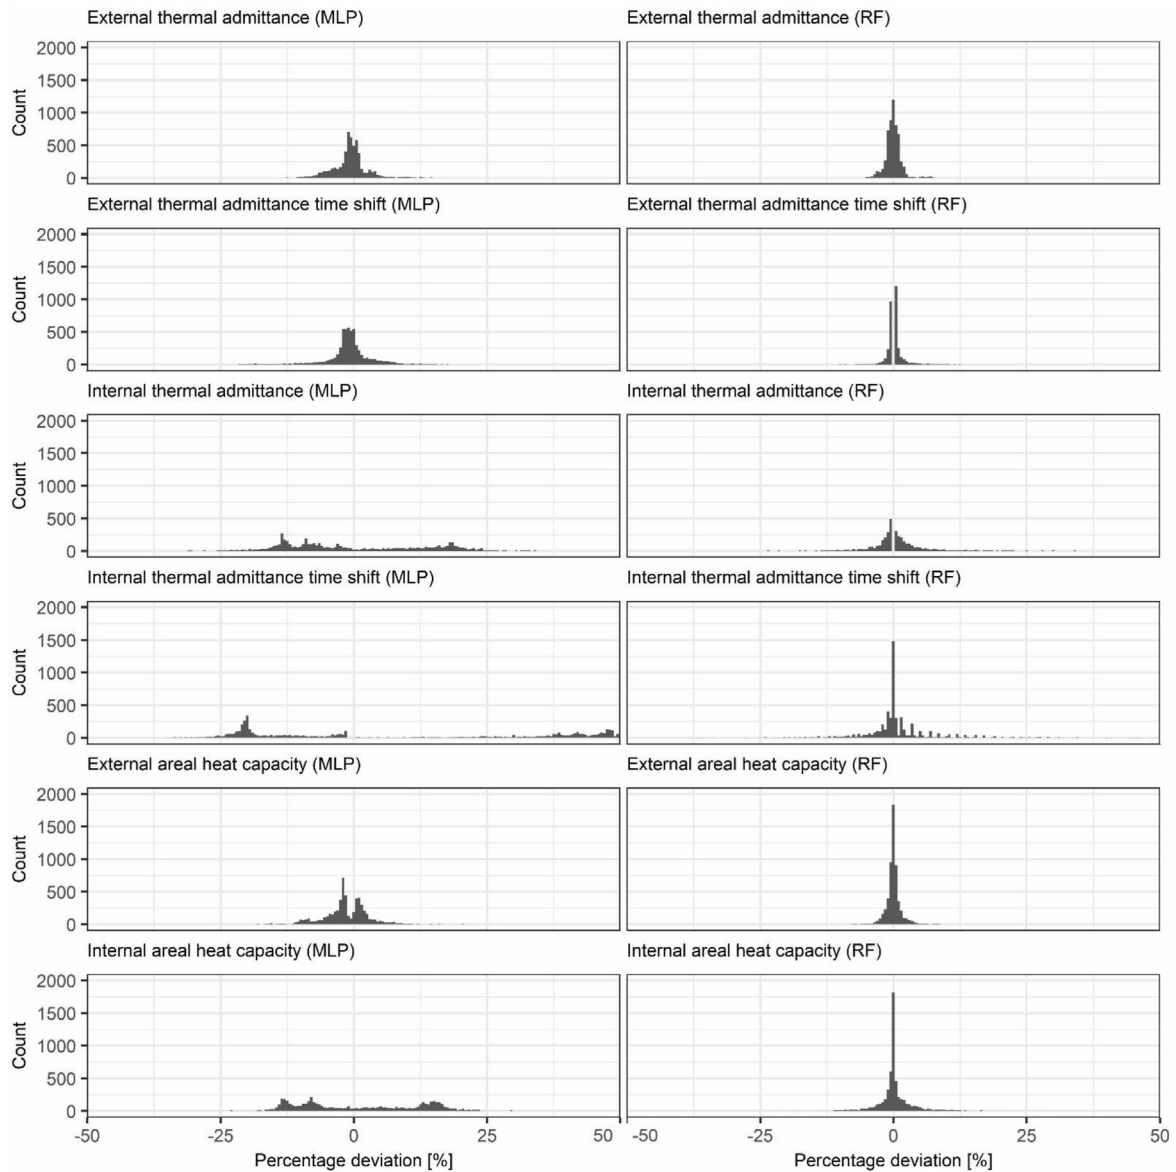 External thermal admittance (MLP) External thermal admittance (RF)
2000
1500
1000
500
0
Count
External thermal admittance time shift (MLP) External thermal admittance time shift (RF)
2000
1500
1000
500
0
Count
Internal thermal admittance (MLP) Internal thermal admittance (RF)
2000
1500
1000
500
0
Count
Internal thermal admittance time shift (MLP) Internal thermal admittance time shift (RF)
2000
1500
1000
500
0
Count
External areal heat capacity (MLP) External areal heat capacity (RF)
2000
1500
1000
500
0
Count
Internal areal heat capacity (MLP) Internal areal heat capacity (RF)
2000
1500
1000
500
0
Count
-50 -25 0 25 50 -50 -25 0 25 50
Percentage deviation [%] Percentage deviation [%]